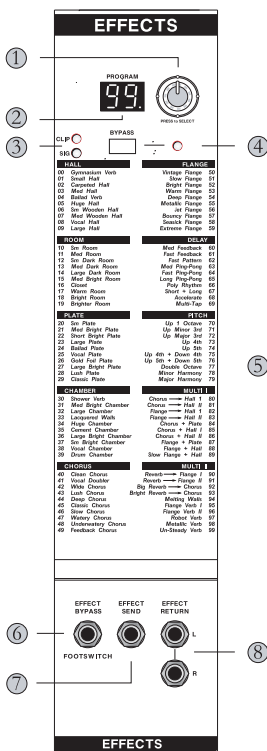 EFFECTS
1
PROGRAM
99.
PRESS to SELECT
2
BYPASS
CLIP
3
SIG
4
HALL
00 Gymnasium Verb
01 Small Hall
02 Carpeted Hall
03 Med Hall
04 Ballad Verb
05 Huge Hall
06 Sm Wooden Hall
07 Med Wooden Hall
08 Vocal Hall
09 Large Hall
FLANGE
Vintage Flange 50
Slow Flange 51
Bright Flange 52
Warm Flange 53
Deep Flange 54
Metallic Flange 55
Jet Flange 56
Bouncy Flange 57
Seasick Flange 58
Extreme Flange 59
ROOM
10 Sm Room
11 Med Room
12 Sm Dark Room
13 Med Dark Room
14 Large Dark Room
15 Med Bright Room
16 Closet
17 Warm Room
18 Bright Room
19 Brighter Room
DELAY
Med Feedback 60
Fast Feedback 61
Fast Pattern 62
Med Ping-Pong 63
Fast Ping-Pong 64
Long Ping-Pong 65
Poly Rhythm 66
Short + Long 67
Accelerate 68
Multi-Tap 69
PLATE
20 Sm Plate
21 Med Bright Plate
22 Short Bright Plate
23 Large Plate
24 Ballad Plate
25 Vocal Plate
26 Gold Foil Plate
27 Large Bright Plate
28 Lush Plate
29 Classic Plate
PITCH
Up 1 Octave 70
Up Minor 3rd 71
Up Major 3rd 72
Up 4th 73
Up 5th 74
Up 4th + Down 4th 75
Up 5th + Down 5th 76
Double Octave 77
Minor Harmony 78
Major Harmony 79
5
CHAMBER
30 Shower Verb
31 Med Bright Chamber
32 Large Chamber
33 Lacquered Walls
34 Huge Chamber
35 Cement Chamber
36 Large Bright Chamber
37 Sm Bright Chamber
38 Vocal Chamber
39 Drum Chamber
MULTI I
Chorus → Hall I 80
Chorus → Hall II 81
Flange → Hall I 82
Flange → Hall II 83
Chorus + Plate 84
Chorus + Hall I 85
Chorus + Hall II 86
Flange + Plate 87
Flange + Hall 88
Slow Flange + Hall II 89
CHORUS
40 Clean Chorus
41 Vocal Doubler
42 Wide Chorus
43 Lush Chorus
44 Deep Chorus
45 Classic Chorus
46 Slow Chorus
47 Watery Chorus
48 Underwatery Chorus
49 Feedback Chorus
MULTI II
Reverb → Flange I 90
Reverb → Flange II 91
Big Reverb → Chorus 92
Bright Reverb → Chorus 93
Melting Walls 94
Flange Verb I 95
Flange Verb II 96
Robot Verb 97
Metallic Verb 98
Un-Steady Verb 99
EFFECT BYPASS
EFFECT SEND
EFFECT RETURN
6
L
FOOTSWITCH
7
8
R
EFFECTS